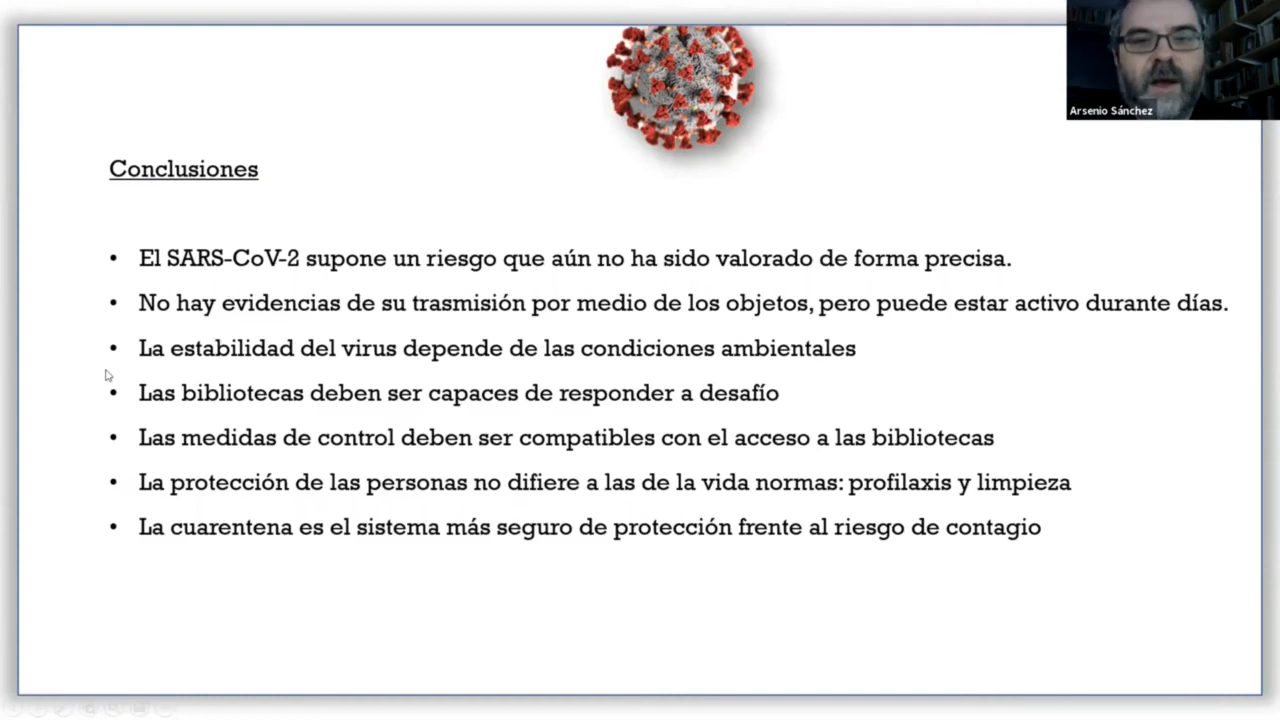 Arsenio Sánchez
Conclusiones
• El SARS-CoV-2 supone un riesgo que aún no ha sido valorado de forma precisa.
• No hay evidencias de su trasmisión por medio de los objetos, pero puede estar activo durante días.
• La estabilidad del virus depende de las condiciones ambientales
• Las bibliotecas deben ser capaces de responder a desafío
• Las medidas de control deben ser compatibles con el acceso a las bibliotecas
• La protección de las personas no difiere a las de la vida normas: profilaxis y limpieza
• La cuarentena es el sistema más seguro de protección frente al riesgo de contagio